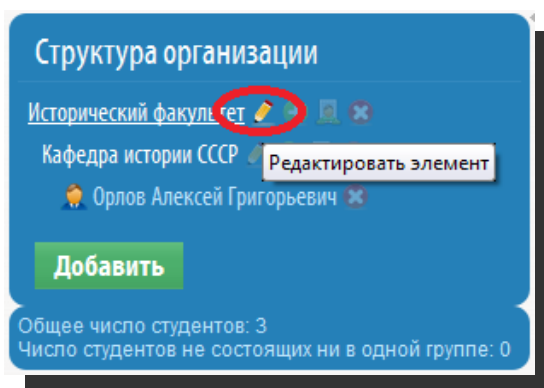 Структура организации
Исторический факультет
Кафедра истории СССР
Редактировать элемент
Орлов Алексей Григорьевич
Добавить
Общее число студентов: 3
Число студентов не состоящих ни в одной группе: 0